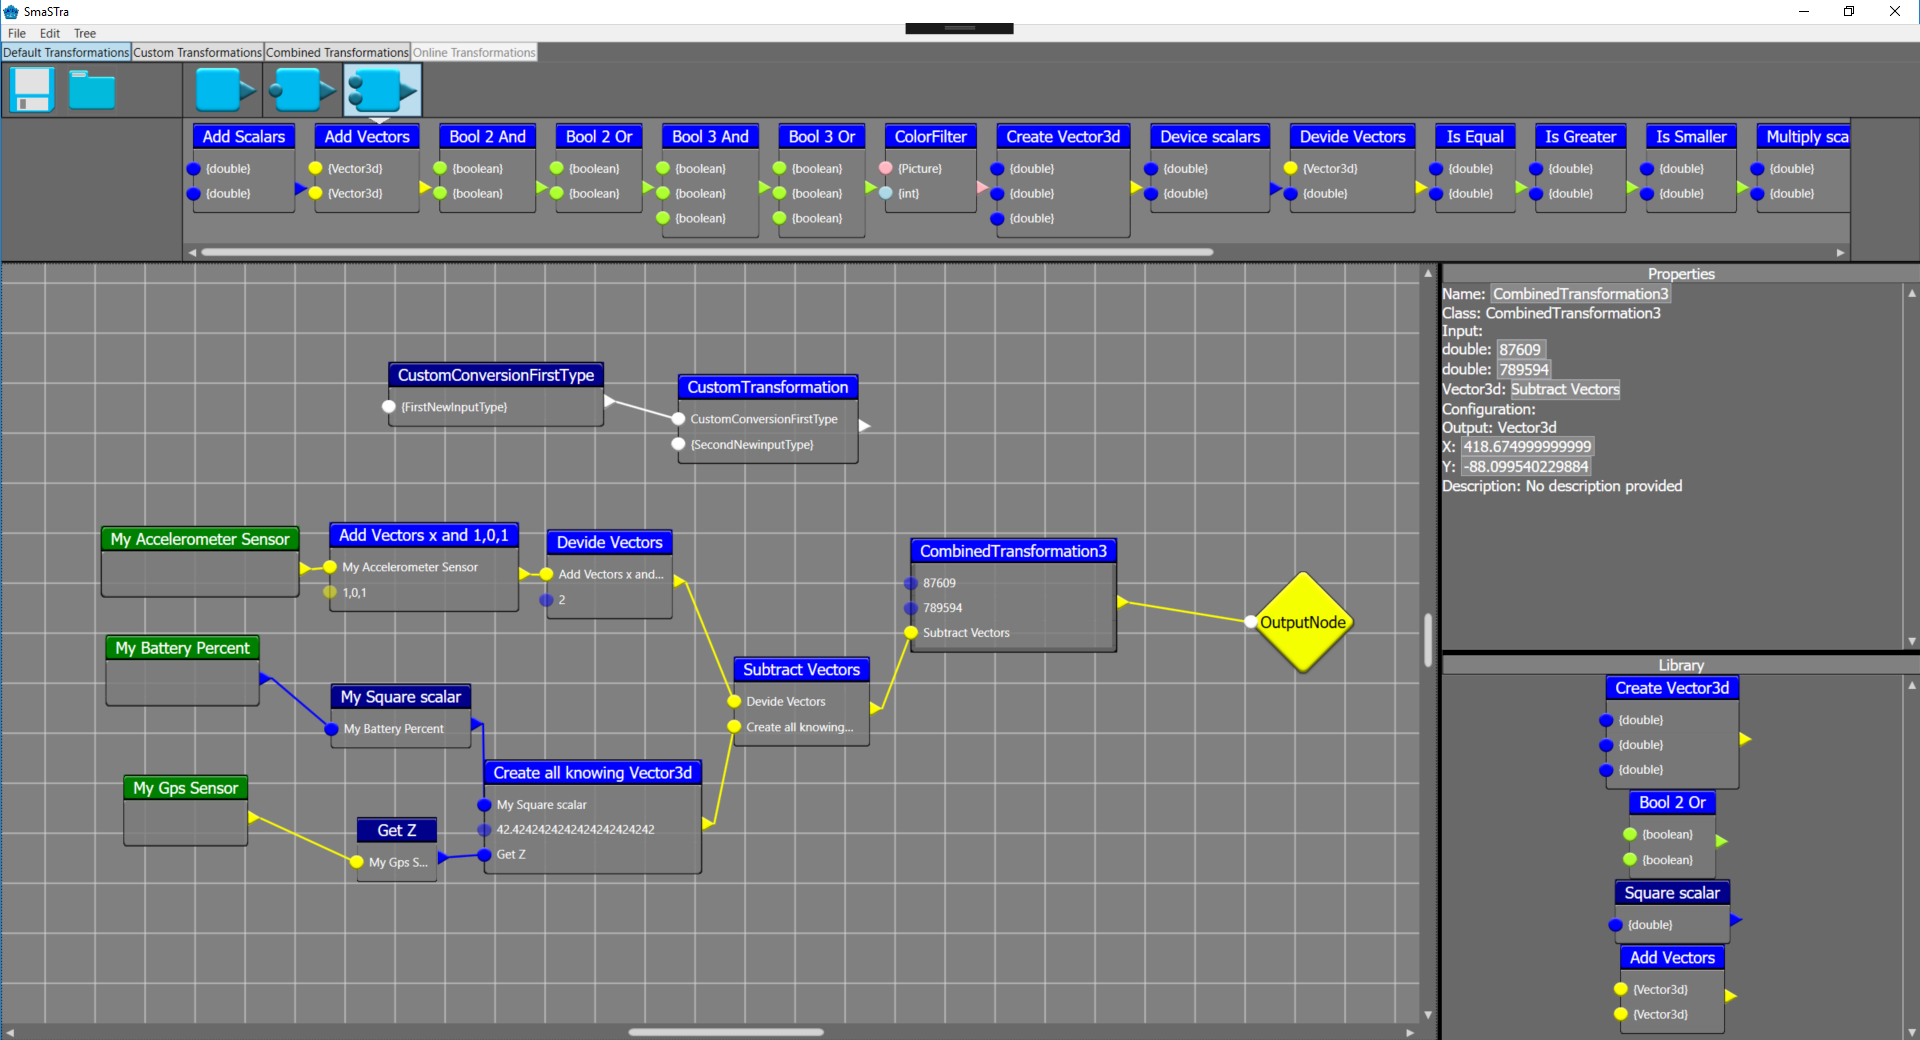 SmaSTra
File Edit Tree
Default Transformations Custom Transformations Combined Transformations Online Transformations
Add Scalars Add Vectors Bool 2 And Bool 2 Or Bool 3 And Bool 3 Or ColorFilter Create Vector3d Device scalars Devide Vectors Is Equal Is Greater Is Smaller Multiply sca
{double} {Vector3d} {boolean} {boolean} {boolean} {boolean} {Picture} {double} {double} {Vector3d} {double} {double} {double} {double}
{double} {Vector3d} {boolean} {boolean} {boolean} {boolean} {int} {double} {double} {double} {double} {double} {double} {double}
{boolean} {boolean} {double}
CustomConversionFirstType
{FirstNewInputType}
CustomTransformation
CustomConversionFirstType
{SecondNewinputType}
My Accelerometer Sensor
Add Vectors x and 1,0,1
My Accelerometer Sensor
1,0,1
Devide Vectors
Add Vectors x and...
2
CombinedTransformation3
87609
789594
Subtract Vectors
OutputNode
My Battery Percent
My Square scalar
My Battery Percent
Subtract Vectors
Devide Vectors
Create all knowing...
My Gps Sensor
Get Z
My Gps S...
Create all knowing Vector3d
My Square scalar
42.4242424242424242424242
Get Z
Properties
Name: CombinedTransformation3
Class: CombinedTransformation3
Input:
double: 87609
double: 789594
Vector3d: Subtract Vectors
Configuration:
Output: Vector3d
X: 418.674999999999
Y: -88.099540229884
Description: No description provided
Library
Create Vector3d
{double}
{double}
{double}
Bool 2 Or
{boolean}
{boolean}
Square scalar
{double}
Add Vectors
{Vector3d}
{Vector3d}